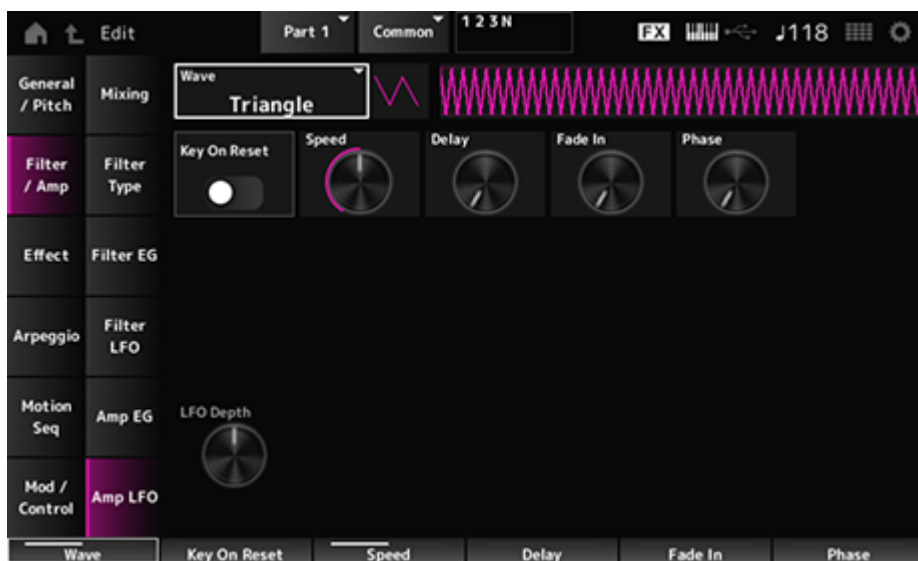 Edit
Part 1
Common
1 2 3 N
FX
♩118
General / Pitch
Mixing
Wave
Triangle
Key On Reset
Speed
Delay
Fade In
Phase
Filter / Amp
Filter Type
Effect
Filter EG
Arpeggio
Filter LFO
Motion Seq
Amp EG
LFO Depth
Mod / Control
Amp LFO
Wave
Key On Reset
Speed
Delay
Fade In
Phase